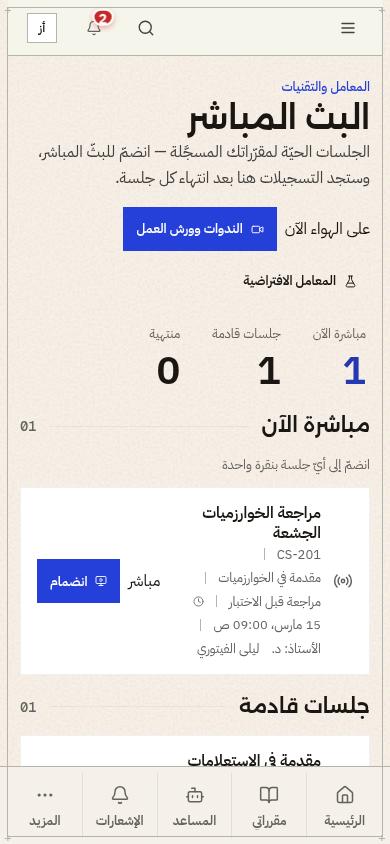 أز
2
المعامل والتقنيات
البث المباشر
الجلسات الحيّة لمقرّراتك المسجَّلة — انضمّ للبثّ المباشر،
وستجد التسجيلات هنا بعد انتهاء كل جلسة.
على الهواء الآن
الندوات وورش العمل
المعامل الافتراضية
مباشرة الآن
جلسات قادمة
منتهية
1
1
0
مباشرة الآن
01
انضمّ إلى أيّ جلسة بنقرة واحدة
مراجعة الخوارزميات
الجشعة
CS-201
مقدمة في الخوارزميات
مراجعة قبل الاختبار
15 مارس، 09:00 ص
الأستاذ: د. ليلى الفيتوري
مباشر
انضمام
جلسات قادمة
01
مقدمة في الاستعلامات
الرئيسية
مقرراتي
المساعد
الإشعارات
المزيد